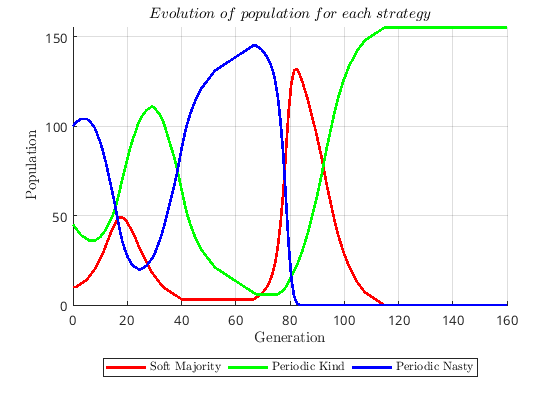 Evolution of population for each strategy
150
100
50
0
Population
0 20 40 60 80 100 120 140 160
Generation
Soft Majority Periodic Kind Periodic Nasty